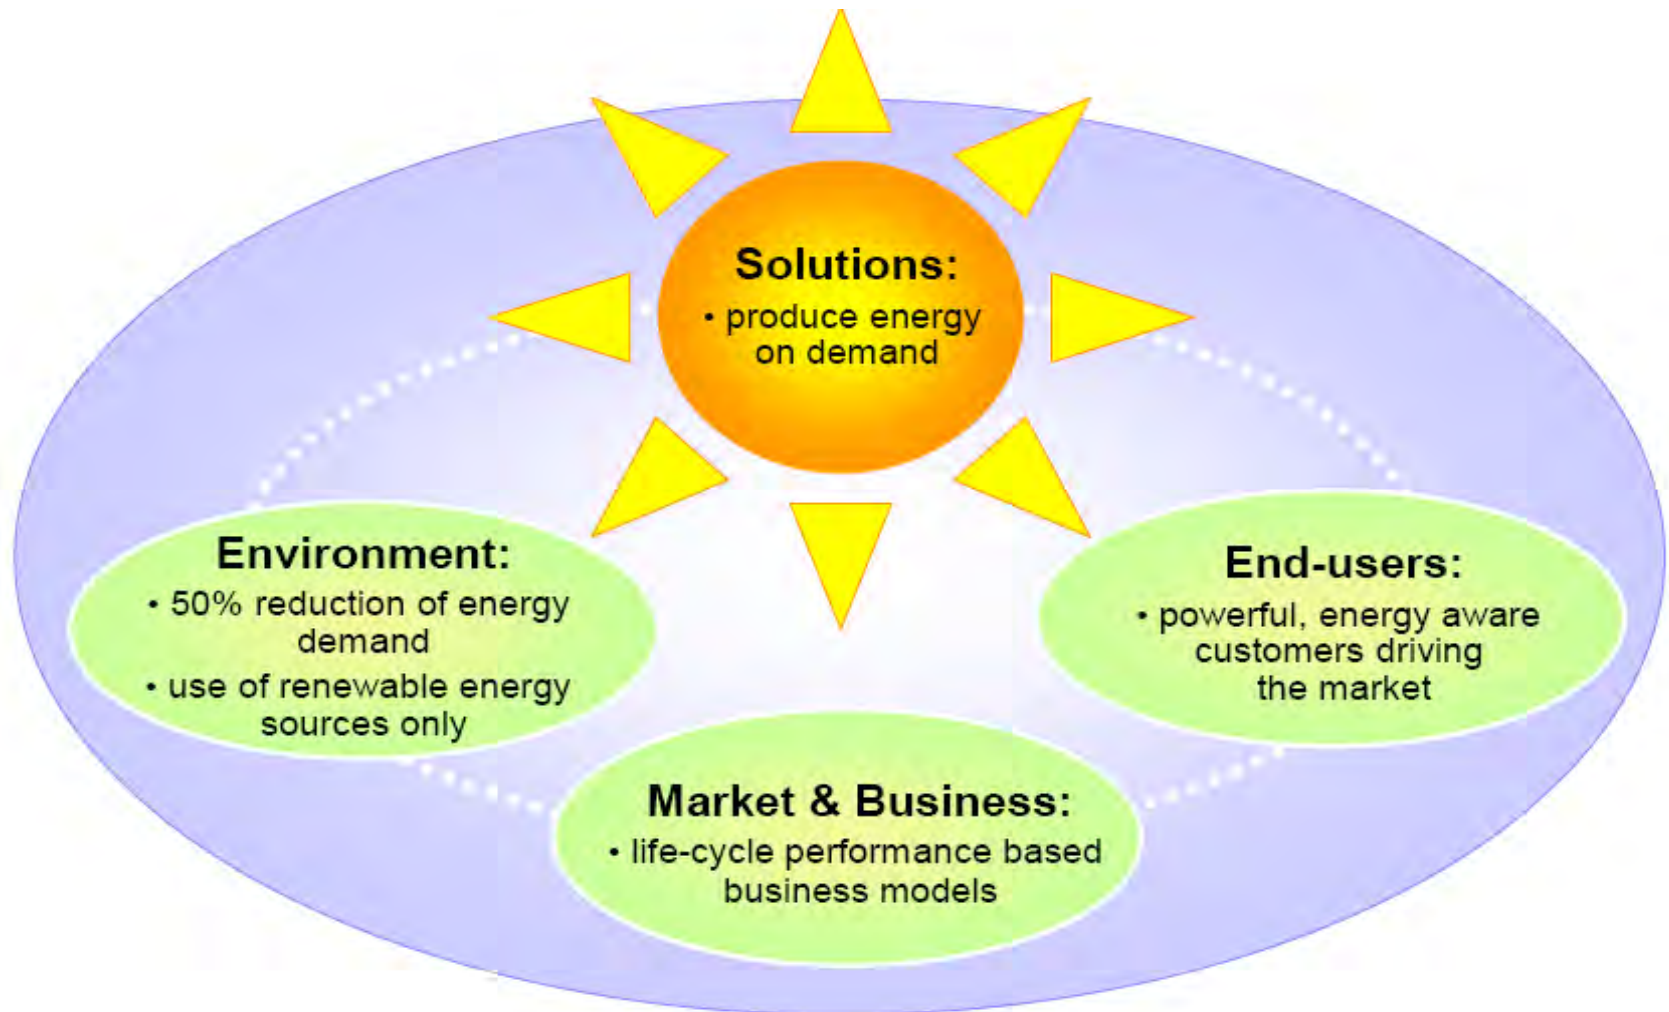 Solutions:
• produce energy
on demand
Environment:
• 50% reduction of energy
demand
• use of renewable energy
sources only
End-users:
• powerful, energy aware
customers driving
the market
Market & Business:
• life-cycle performance based
business models